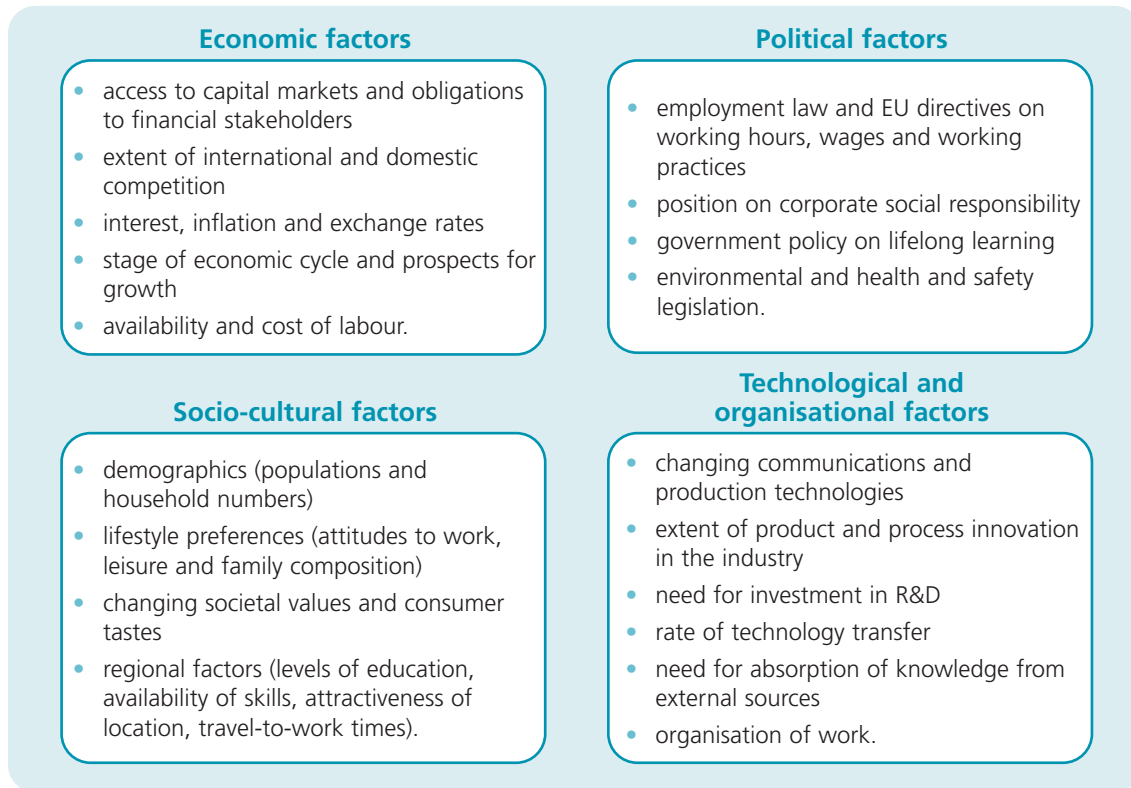 Economic factors
• access to capital markets and obligations
to financial stakeholders
• extent of international and domestic
competition
• interest, inflation and exchange rates
• stage of economic cycle and prospects for
growth
• availability and cost of labour.
Political factors
• employment law and EU directives on
working hours, wages and working
practices
• position on corporate social responsibility
• government policy on lifelong learning
• environmental and health and safety
legislation.
Socio-cultural factors
• demographics (populations and
household numbers)
• lifestyle preferences (attitudes to work,
leisure and family composition)
• changing societal values and consumer
tastes
• regional factors (levels of education,
availability of skills, attractiveness of
location, travel-to-work times).
Technological and
organisational factors
• changing communications and
production technologies
• extent of product and process innovation
in the industry
• need for investment in R&D
• rate of technology transfer
• need for absorption of knowledge from
external sources
• organisation of work.